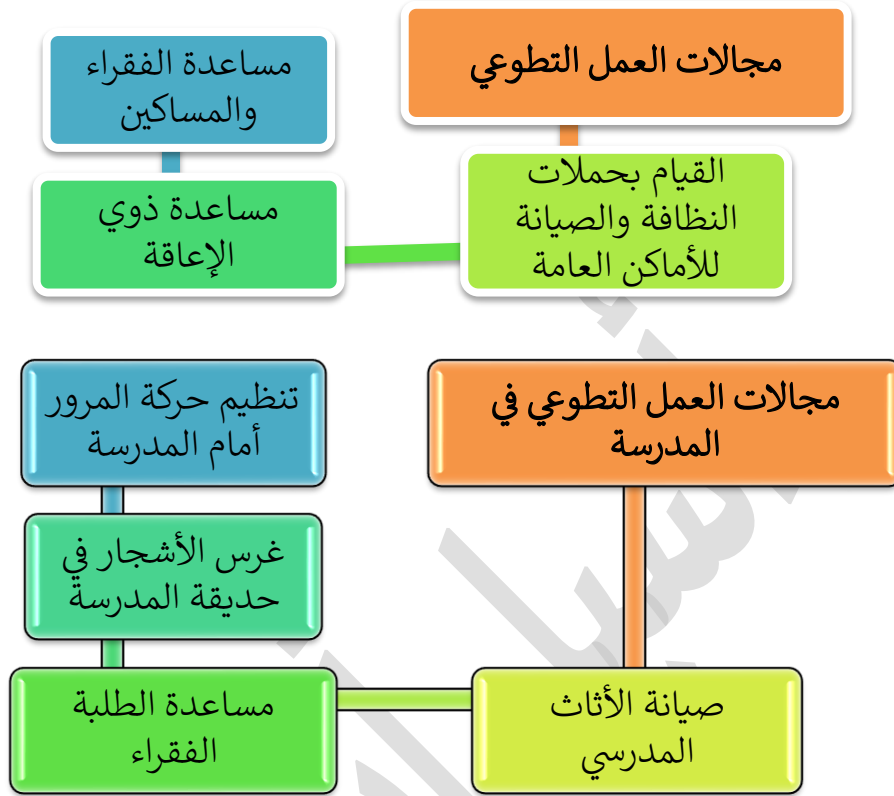 مجالات العمل التطوعي
القيام بحملات
النظافة والصيانة
للأماكن العامة
مساعدة ذوي
الإعاقة
مساعدة الفقراء
والمساكين
مجالات العمل التطوعي في
المدرسة
صيانة الأثاث
المدرسي
مساعدة الطلبة
الفقراء
غرس الأشجار في
حديقة المدرسة
تنظيم حركة المرور
أمام المدرسة